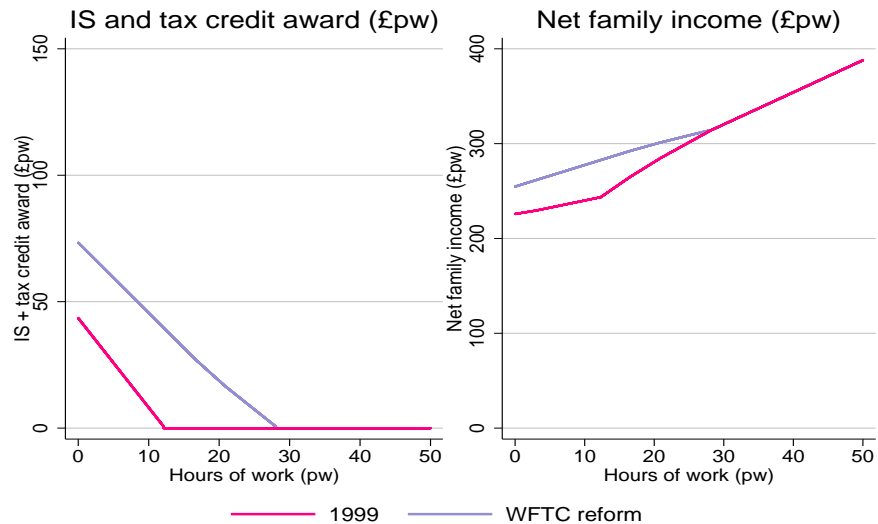 IS and tax credit award (£pw)
IS + tax credit award (£pw)
150
100
50
0
0 10 20 30 40 50
Hours of work (pw)
Net family income (£pw)
Net family income (£pw)
400
300
200
100
0
0 10 20 30 40 50
Hours of work (pw)
1999 WFTC reform